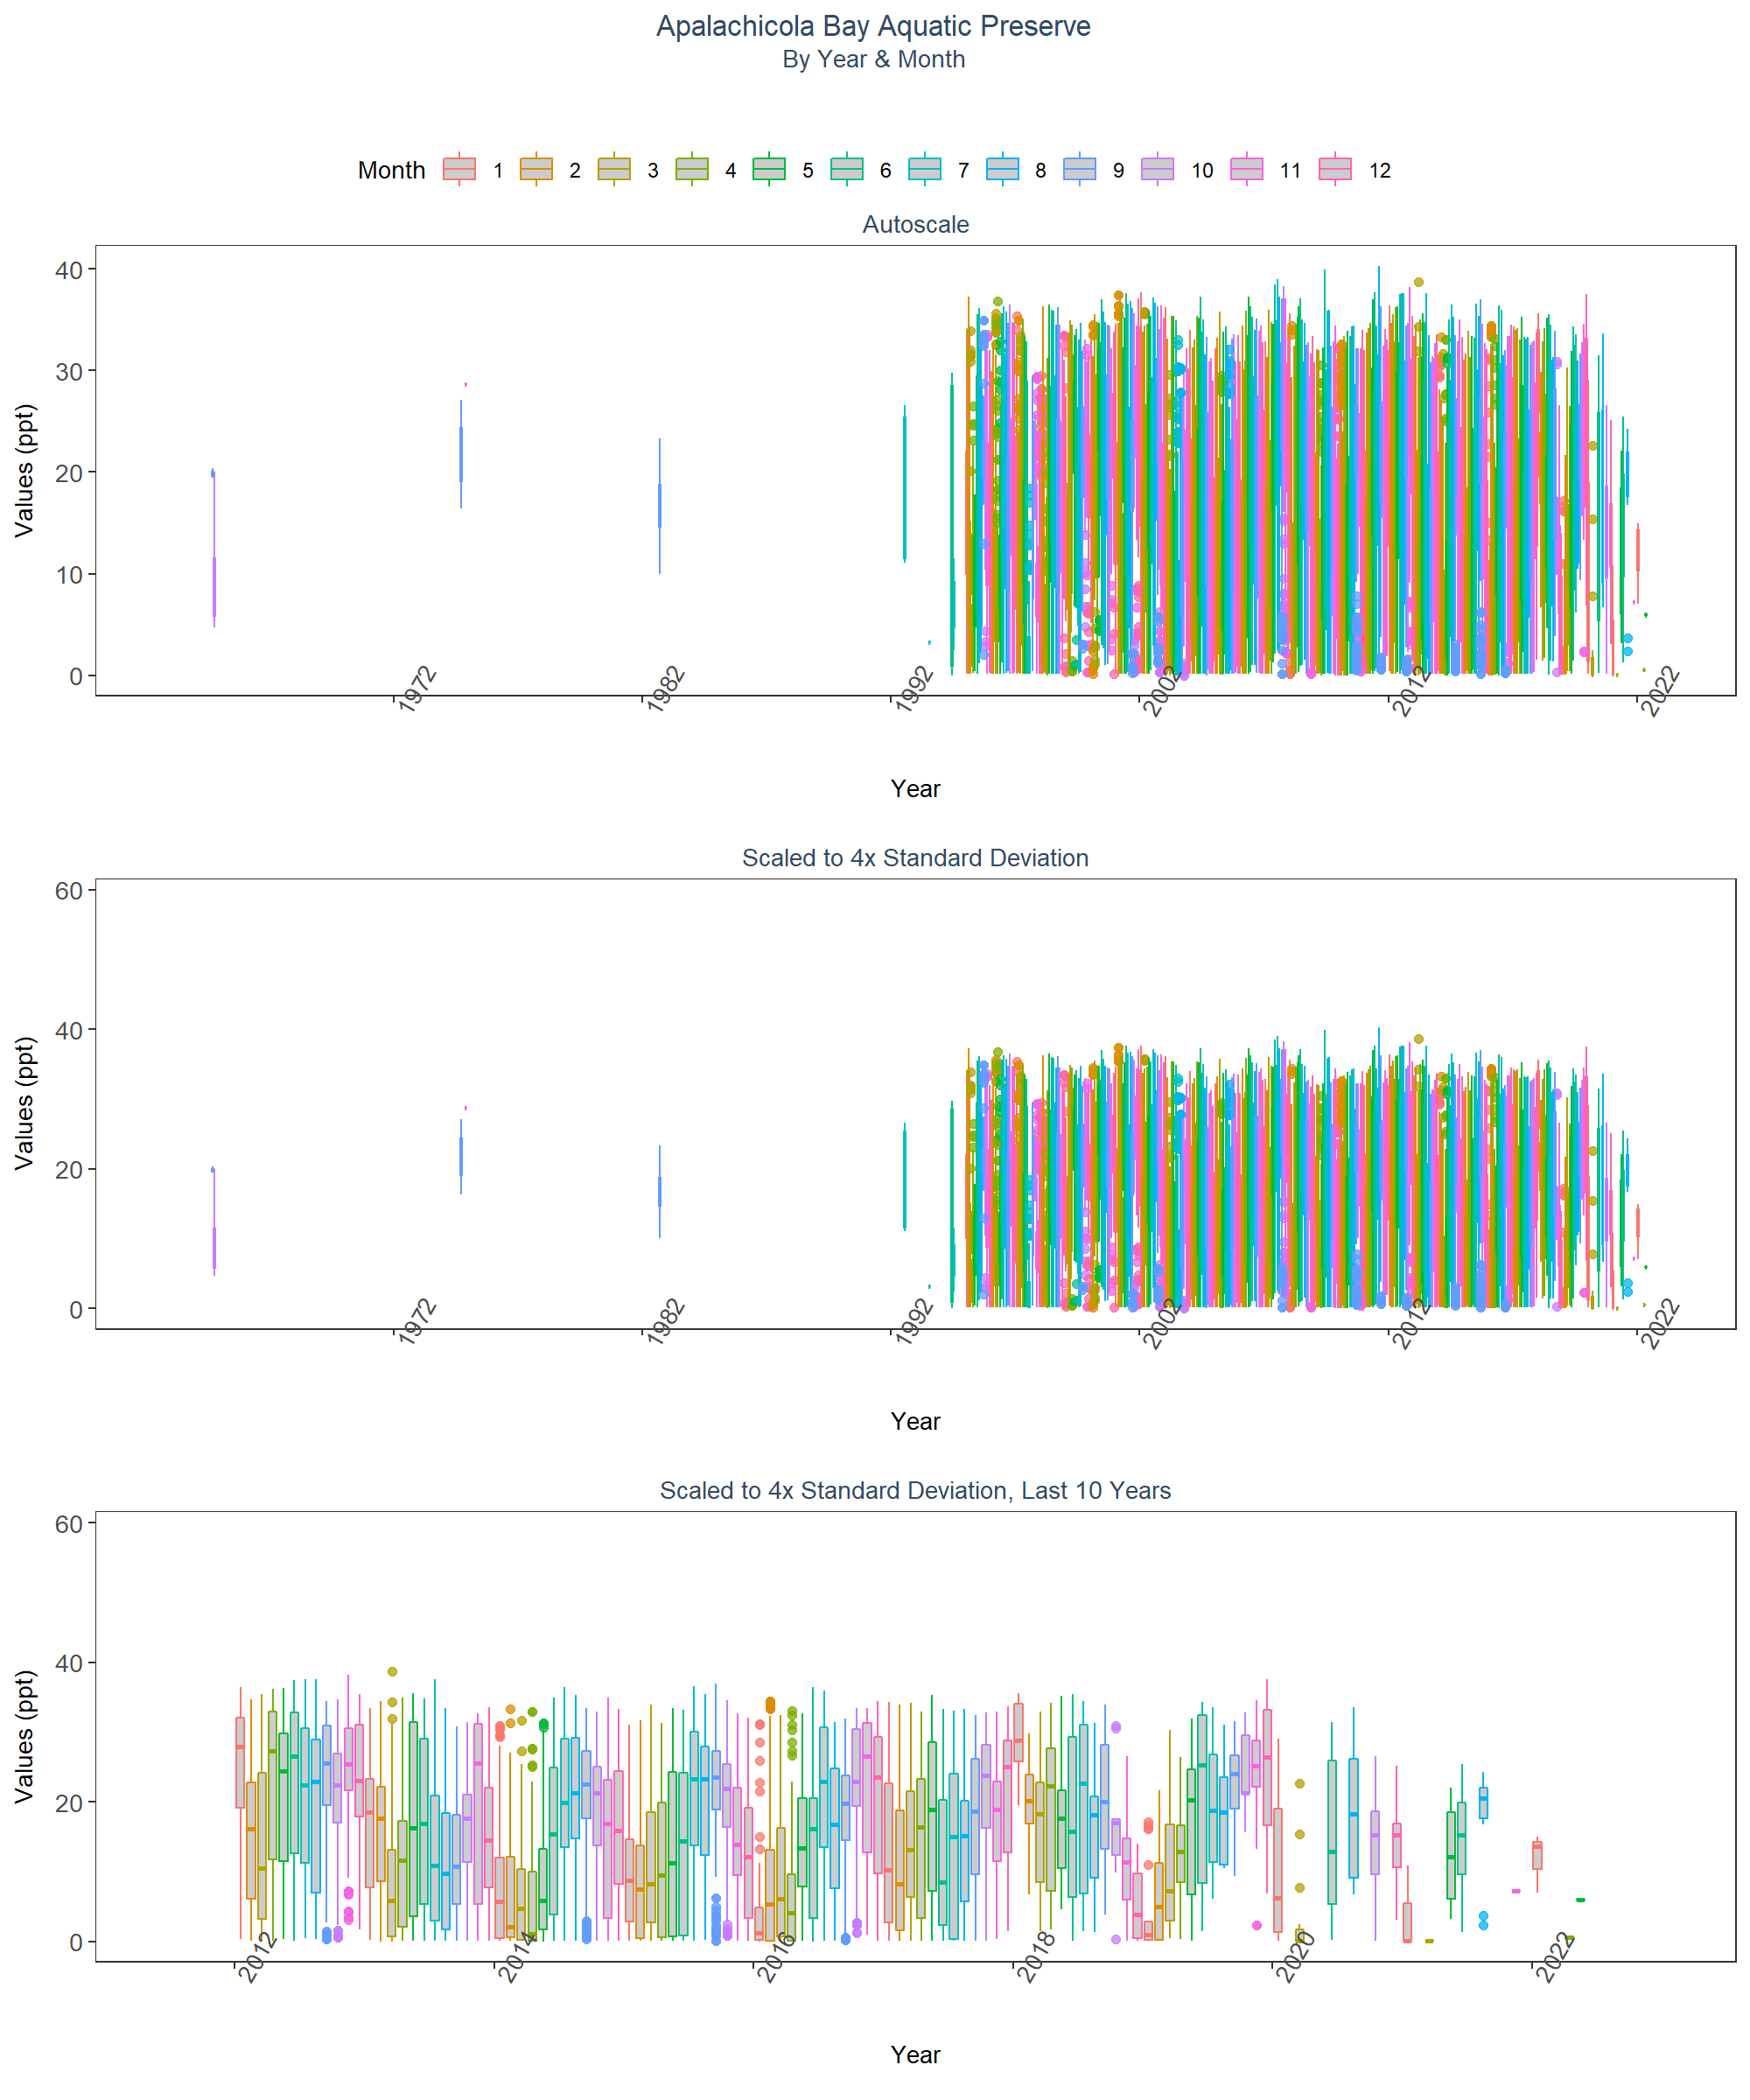 Apalachicola Bay Aquatic Preserve
By Year & Month
Month 1 2 3 4 5 6 7 8 9 10 11 12
Autoscale
Values (ppt)
40
30
20
10
0
1972 1982 1992 2002 2012 2022
Year
Scaled to 4x Standard Deviation
Values (ppt)
60
40
20
0
1972 1982 1992 2002 2012 2022
Year
Scaled to 4x Standard Deviation, Last 10 Years
Values (ppt)
60
40
20
0
2012 2014 2016 2018 2020 2022
Year